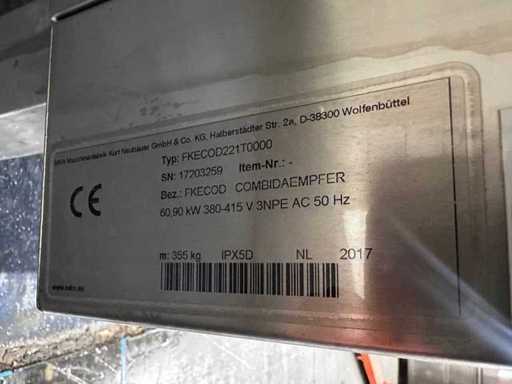 MKN Maschinenfabrik Kurt Neubauer GmbH & Co. KG, Halberstädter Str. 2a, D-38300 Wolfenbüttel
Typ: FKECOD221T0000
SN: 17203259 Item-Nr.: -
Bez.: FKECOD COMBIDAEMPFER
60,90 kW 380-415 V 3NPE AC 50 Hz
CE
m: 355 kg IPX5D NL 2017
www.mkn.eu